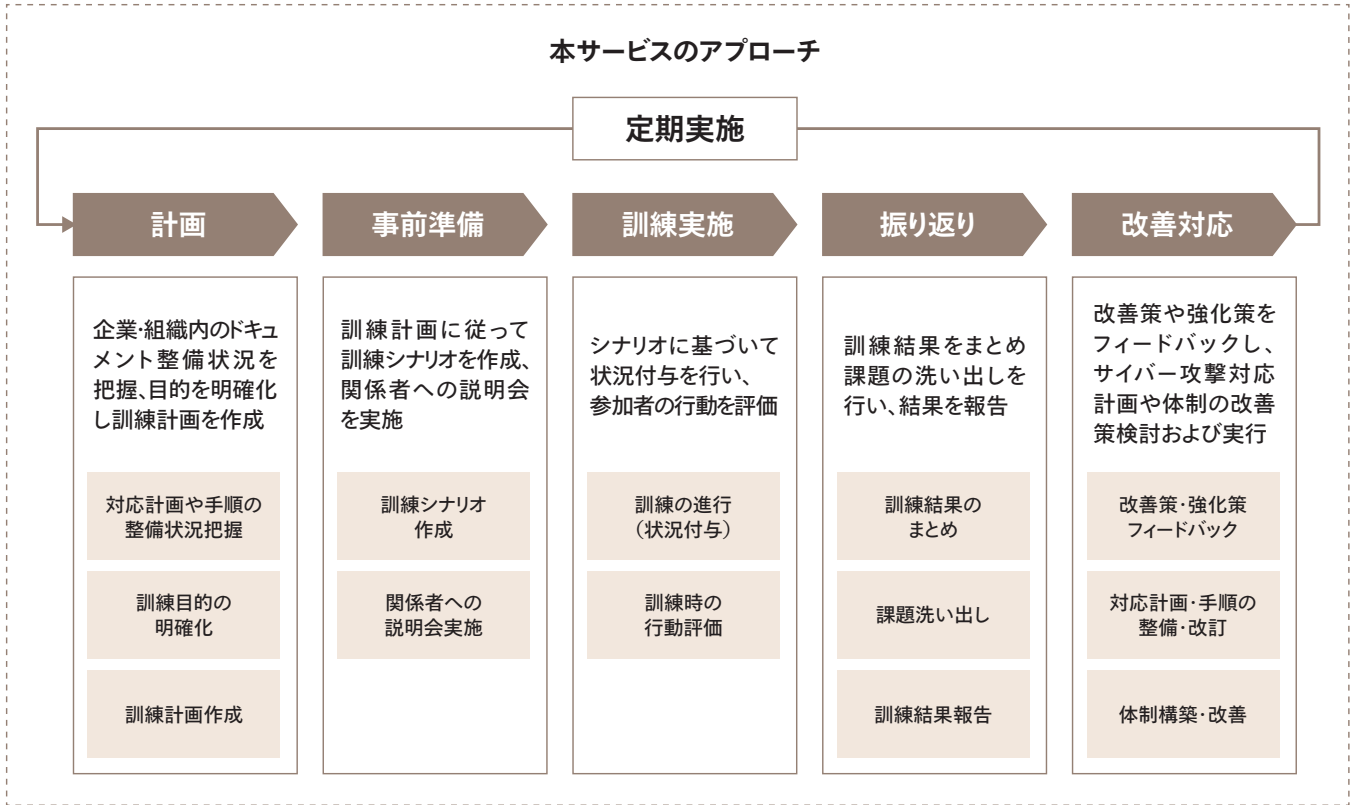 本サービスのアプローチ
定期実施
計画
事前準備
訓練実施
振り返り
改善対応
企業・組織内のドキュ
メント整備状況を
把握、目的を明確化
し訓練計画を作成
対応計画や手順の
整備状況把握
訓練目的の
明確化
訓練計画作成
訓練計画に従って
訓練シナリオを作成、
関係者への説明会
を実施
訓練シナリオ
作成
関係者への
説明会実施
シナリオに基づいて
状況付与を行い、
参加者の行動を評価
訓練の進行
（状況付与）
訓練時の
行動評価
訓練結果をまとめ
課題の洗い出しを
行い、結果を報告
訓練結果の
まとめ
課題洗い出し
訓練結果報告
改善策や強化策を
フィードバックし、
サイバー攻撃対応
計画や体制の改善
策検討および実行
改善策・強化策
フィードバック
対応計画・手順の
整備・改訂
体制構築・改善